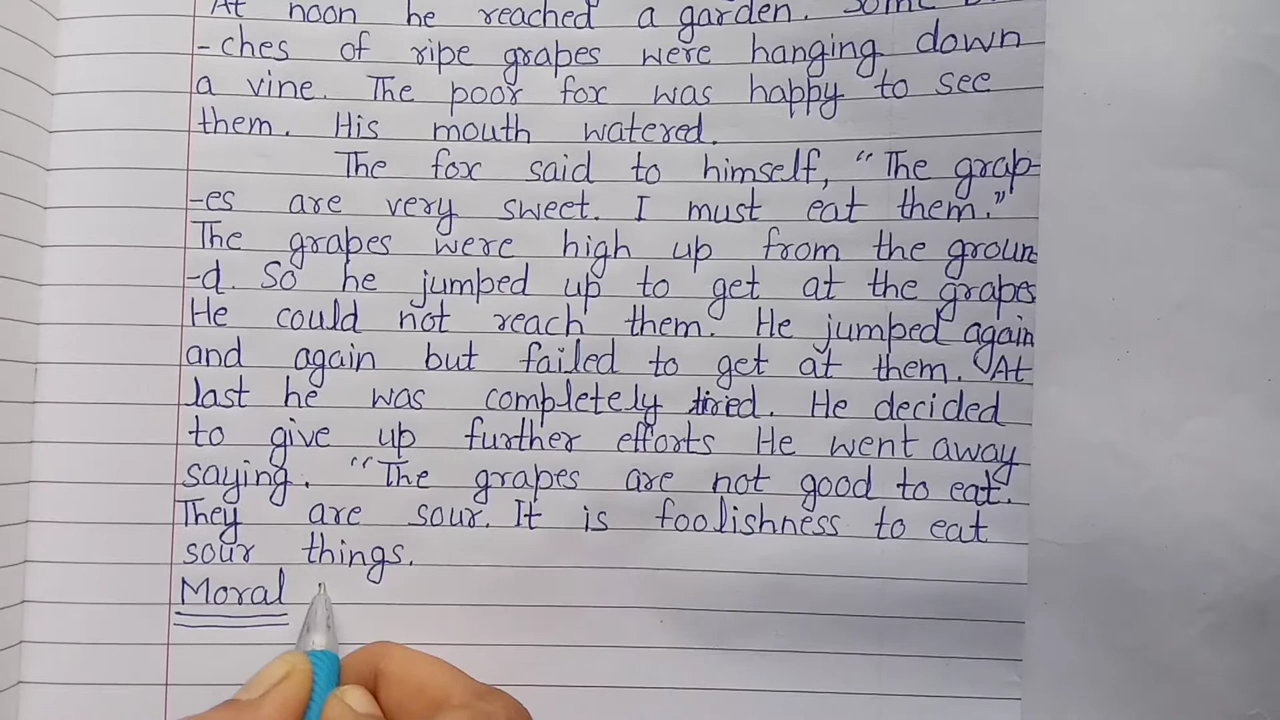 At noon he reached a garden. Some
-ches of ripe grapes were hanging down
a vine. The poor fox was happy to see
them. His mouth watered.
The fox said to himself, "The grap-
-es are very sweet. I must eat them."
The grapes were high up from the groun
-d. So he jumped up to get at the grapes
He could not reach them. He jumped again
and again but failed to get at them. At
last he was completely tired. He decided
to give up further efforts He went away
saying. "The grapes are not good to eat.
They are sour. It is foolishness to eat
sour things.
Moral